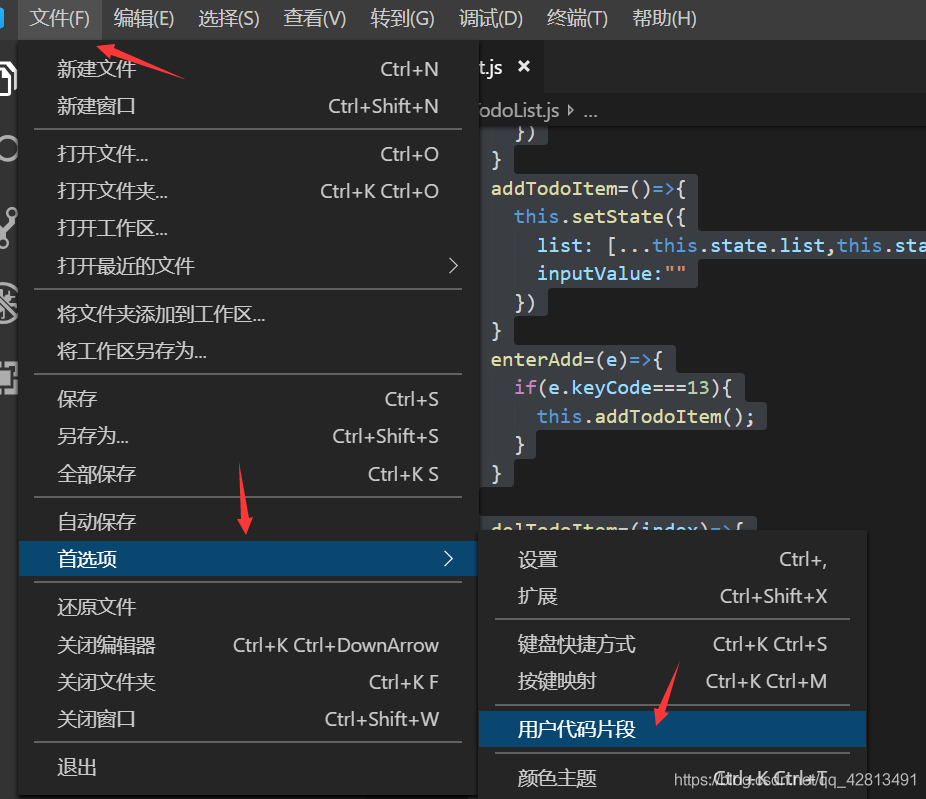 文件(F) 编辑(E) 选择(S) 查看(V) 转到(G) 调试(D) 终端(T) 帮助(H)
新建文件 Ctrl+N
新建窗口 Ctrl+Shift+N
打开文件... Ctrl+O
打开文件夹... Ctrl+K Ctrl+O
打开工作区...
打开最近的文件
将文件夹添加到工作区...
将工作区另存为...
保存 Ctrl+S
另存为... Ctrl+Shift+S
全部保存 Ctrl+K S
自动保存
首选项
还原文件
关闭编辑器 Ctrl+K Ctrl+DownArrow
关闭文件夹 Ctrl+K F
关闭窗口 Ctrl+Shift+W
退出
t.js ×
odoList.js ...
})
}
addTodoItem=()=>{
this.setState({
list: [...this.state.list,this.sta
inputValue:""
})
}
enterAdd=(e)=>{
if(e.keyCode===13){
this.addTodoItem();
}
}
delTodoItem=(index)=>{
设置 Ctrl+,
扩展 Ctrl+Shift+X
键盘快捷方式 Ctrl+K Ctrl+S
按键映射 Ctrl+K Ctrl+M
用户代码片段
颜色主题 Ctrl+K Ctrl+T
https://blog.csdn.net/qq_42813491